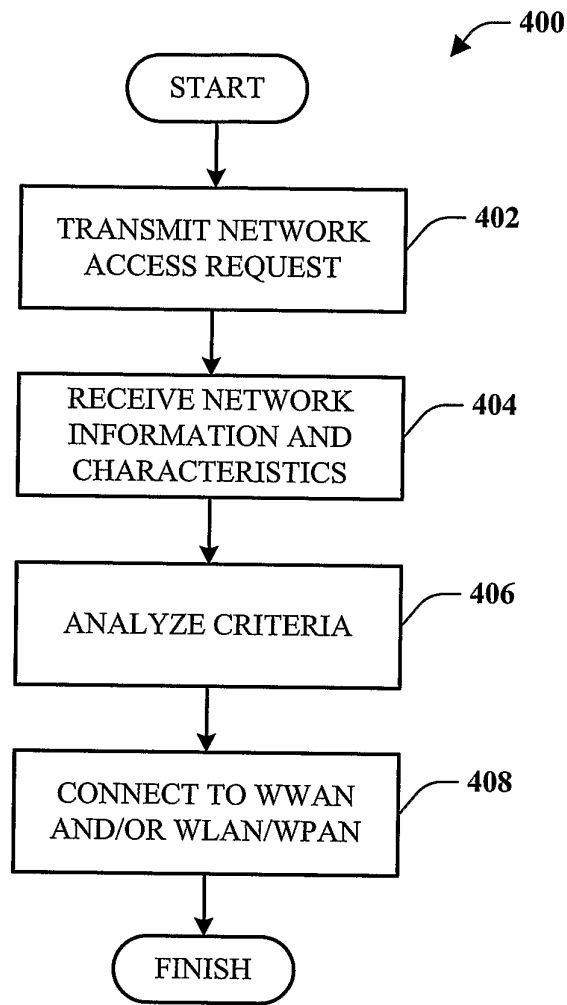 400
START
TRANSMIT NETWORK
ACCESS REQUEST
402
RECEIVE NETWORK
INFORMATION AND
CHARACTERISTICS
404
ANALYZE CRITERIA
406
CONNECT TO WWAN
AND/OR WLAN/WPAN
408
FINISH